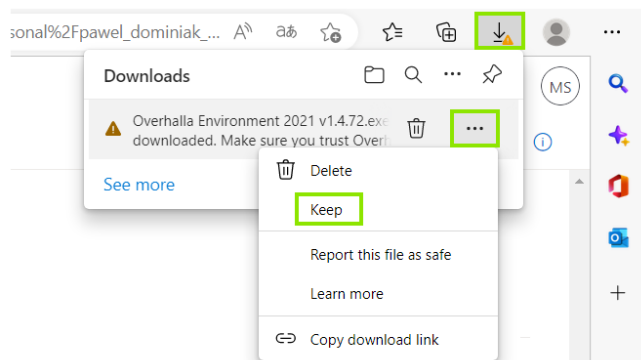 sonal%2Fpawel_dominiak_...
Downloads
MS
Overhalla Environment 2021 v1.4.72.exe
downloaded. Make sure you trust Overh
See more
Delete
Keep
Report this file as safe
Learn more
Copy download link